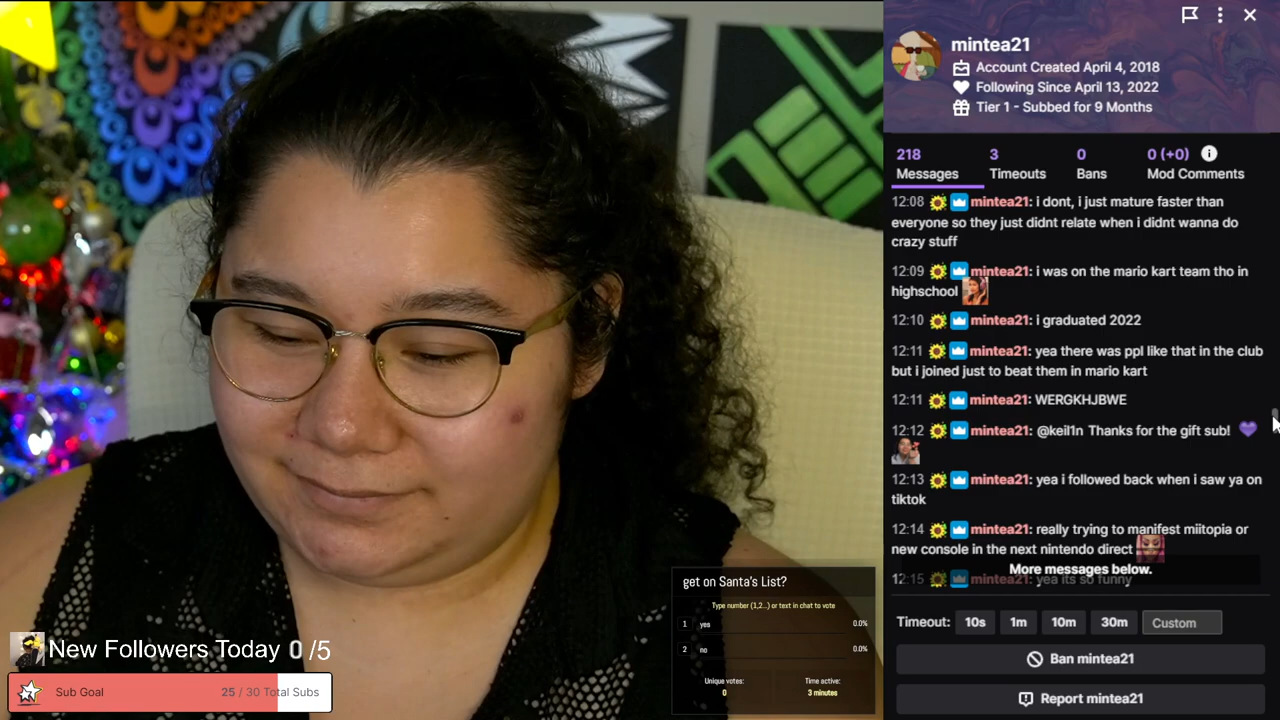 mintea21
Account Created April 4, 2018
Following Since April 13, 2022
Tier 1 - Subbed for 9 Months
218 3 0 0 (+0)
Messages Timeouts Bans Mod Comments
12:08 mintea21: i dont, i just mature faster than
everyone so they just didnt relate when i didnt wanna do
crazy stuff
12:09 mintea21: i was on the mario kart team tho in
highschool
12:10 mintea21: i graduated 2022
12:11 mintea21: yea there was ppl like that in the club
but i joined just to beat them in mario kart
12:11 mintea21: WERGKHJBWE
12:12 mintea21: @keil1n Thanks for the gift sub!
12:13 mintea21: yea i followed back when i saw ya on
tiktok
12:14 mintea21: really trying to manifest miitopia or
new console in the next nintendo direct
More messages below.
12:15 mintea21: yea its so funny
Timeout: 10s 1m 10m 30m Custom
Ban mintea21
Report mintea21
get on Santa's List?
Type number (1,2...) or text in chat to vote
1 yes 0.0%
2 no 0.0%
Unique votes: Time active:
0 3 minutes
New Followers Today 0 /5
Sub Goal 25 / 30 Total Subs